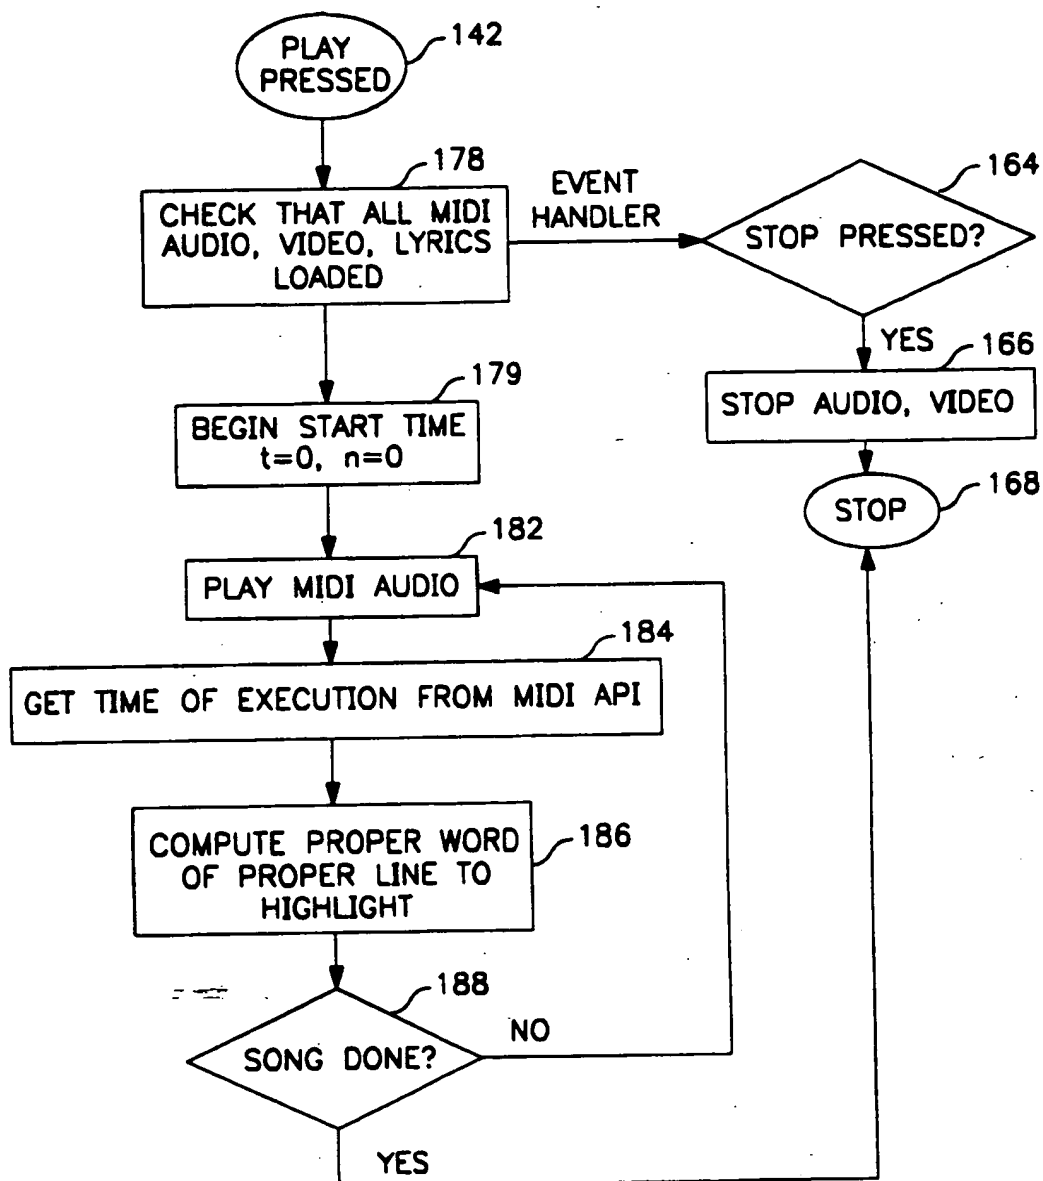 PLAY
PRESSED
142
178
CHECK THAT ALL MIDI
AUDIO, VIDEO, LYRICS
LOADED
EVENT
HANDLER
164
STOP PRESSED?
YES
166
STOP AUDIO, VIDEO
168
STOP
179
BEGIN START TIME
t=0, n=0
182
PLAY MIDI AUDIO
184
GET TIME OF EXECUTION FROM MIDI API
186
COMPUTE PROPER WORD
OF PROPER LINE TO
HIGHLIGHT
188
SONG DONE?
NO
YES